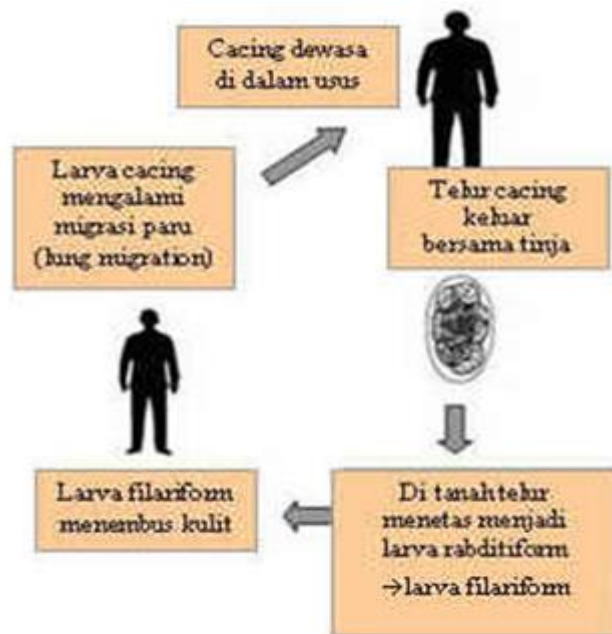 Cacing dewasa
di dalam usus
Telur cacing
keluar
bersama tinja
Di tanah telur
menetas menjadi
larva rabditiform
→larva filariform
Larva filariform
menembus kulit
Larva cacing
mengalami
migrasi paru
(lung migration)